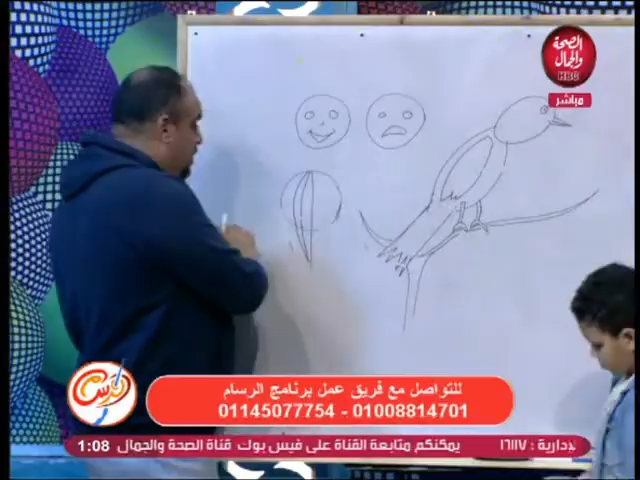 الصحة
والجمال
HBC
مباشر
للتواصل مع فريق عمل برنامج الرسام
01145077754 - 01008814701
1:08
إدارية : ١٦١١٧ يمكنكم متابعة القناة على فيس بوك قناة الصحة والجمال